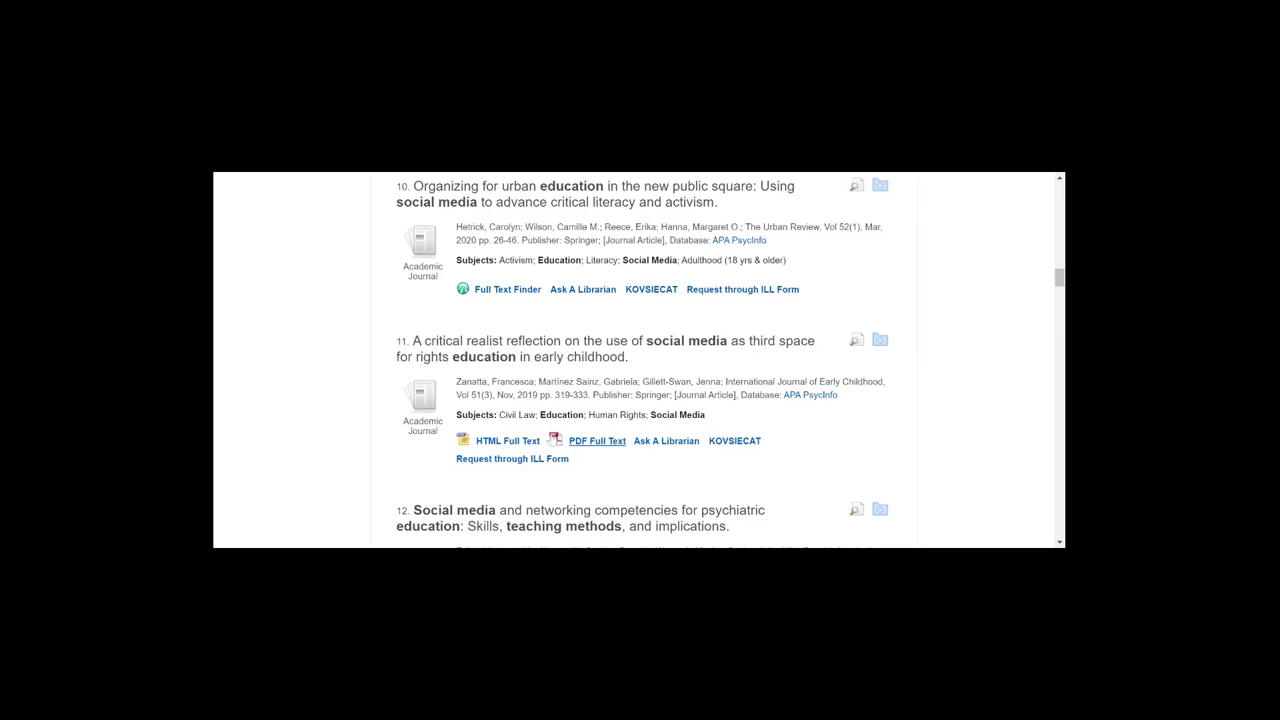 10. Organizing for urban education in the new public square: Using
social media to advance critical literacy and activism.
Hetrick, Carolyn; Wilson, Camille M.; Reece, Erika; Hanna, Margaret O.; The Urban Review, Vol 52(1), Mar,
2020 pp. 26-46. Publisher: Springer; [Journal Article], Database: APA PsycInfo
Academic
Journal
Subjects: Activism; Education; Literacy; Social Media; Adulthood (18 yrs & older)
Full Text Finder Ask A Librarian KOVSIECAT Request through ILL Form
11. A critical realist reflection on the use of social media as third space
for rights education in early childhood.
Zanatta, Francesca; Martínez Sainz, Gabriela; Gillett-Swan, Jenna; International Journal of Early Childhood,
Vol 51(3), Nov, 2019 pp. 319-333. Publisher: Springer; [Journal Article], Database: APA PsycInfo
Academic
Journal
Subjects: Civil Law; Education; Human Rights; Social Media
HTML Full Text PDF Full Text Ask A Librarian KOVSIECAT
Request through ILL Form
12. Social media and networking competencies for psychiatric
education: Skills, teaching methods, and implications.